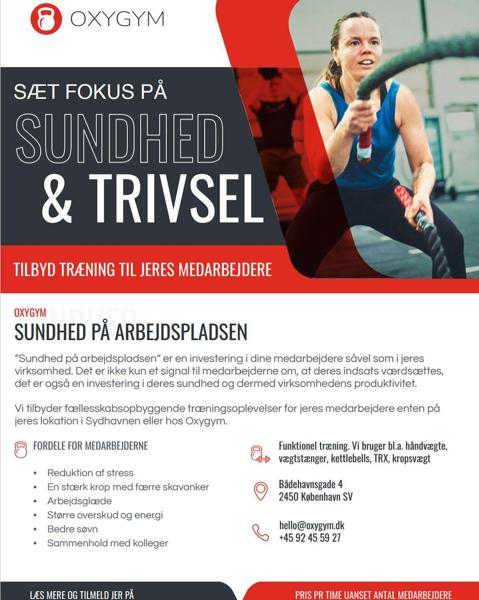 OXYGYM
SÆT FOKUS PÅ
SUNDHED
& TRIVSEL
TILBYD TRÆNING TIL JERES MEDARBEJDERE
OXYGYM
SUNDHED PÅ ARBEJDSPLADSEN
"Sundhed på arbejdspladsen" er en investering i dine medarbejdere såvel som i jeres
virksomhed. Det er ikke kun et signal til medarbejderne om, at deres indsats værdsættes,
det er også en investering i deres sundhed og dermed virksomhedens produktivitet.
Vi tilbyder fællesskabsopbyggende træningsoplevelser for jeres medarbejdere enten på
jeres location i Sydhavnen eller hos Oxygym.
FORDELE FOR MEDARBEJDERNE
• Reduktion af stress
• En stærk krop med færre skavanker
• Arbejdsglæde
• Større overskud og energi
• Bedre søvn
• Sammenhold med kolleger
Funktionel træning. Vi bruger bl.a. håndvægte,
vægtstænger, kettlebells, TRX, kropsvægt
Bådehavnsgade 4
2450 København SV
hello@oxygym.dk
+45 92 45 59 27
LÆS MERE OG TILMELD JER PÅ
PRIS PR TIME UANSET ANTAL MEDARBEJDERE